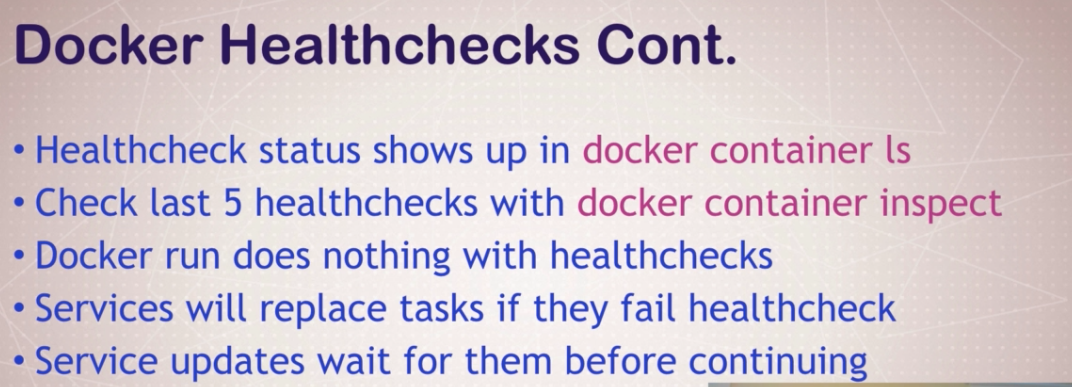 Docker Healthchecks Cont.
• Healthcheck status shows up in docker container ls
• Check last 5 healthchecks with docker container inspect
• Docker run does nothing with healthchecks
• Services will replace tasks if they fail healthcheck
• Service updates wait for them before continuing